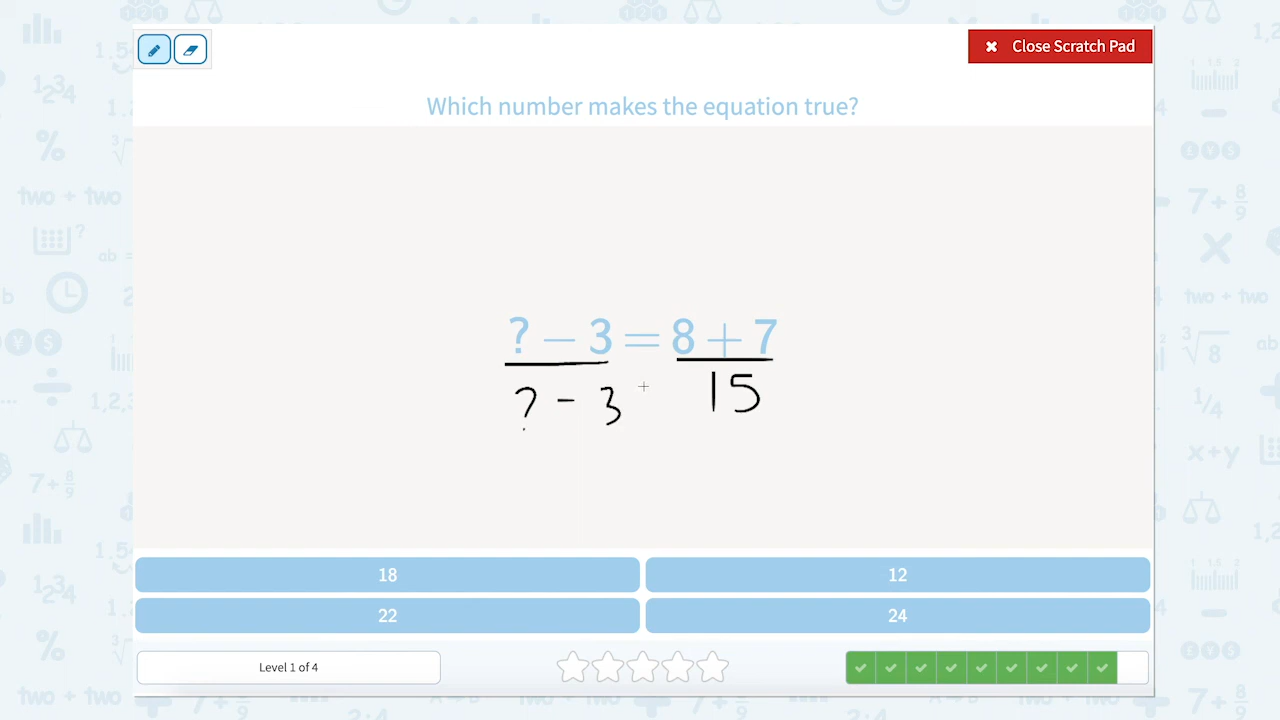 Close Scratch Pad
Which number makes the equation true?
? − 3 = 8 + 7
? - 3 15
18
12
22
24
Level 1 of 4